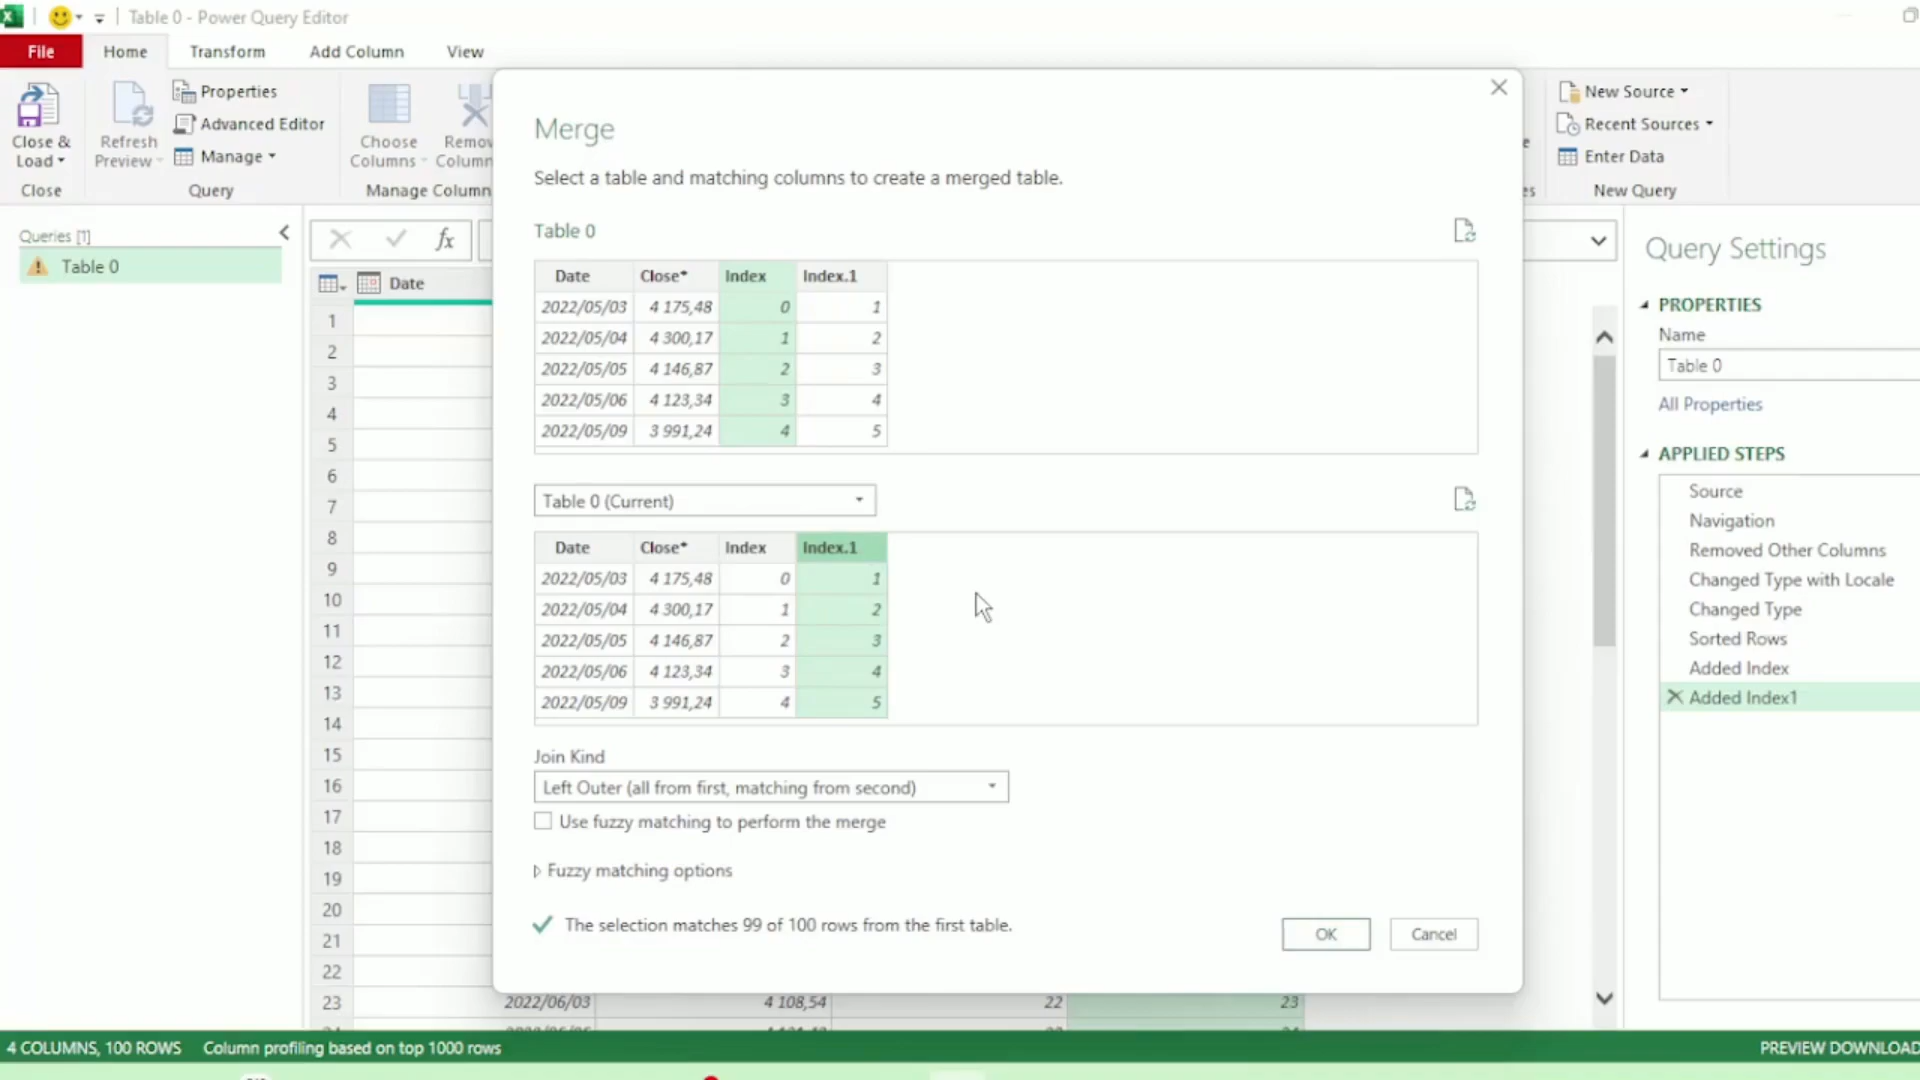 Table 0 - Power Query Editor
File Home Transform Add Column View
Close & Load
Close
Refresh Preview
Properties
Advanced Editor
Manage
Query
Choose Columns
Manage Column
New Source
Recent Sources
Enter Data
New Query
Queries [1]
Table 0
fx
Date
1
2
3
4
5
6
7
8
9
10
11
12
13
14
15
16
17
18
19
20
21
22
23 2022/06/03 4 108,54 22 23
Merge
Select a table and matching columns to create a merged table.
Table 0
Date Close* Index Index.1
2022/05/03 4 175,48 0 1
2022/05/04 4 300,17 1 2
2022/05/05 4 146,87 2 3
2022/05/06 4 123,34 3 4
2022/05/09 3 991,24 4 5
Table 0 (Current)
Date Close* Index Index.1
2022/05/03 4 175,48 0 1
2022/05/04 4 300,17 1 2
2022/05/05 4 146,87 2 3
2022/05/06 4 123,34 3 4
2022/05/09 3 991,24 4 5
Join Kind
Left Outer (all from first, matching from second)
Use fuzzy matching to perform the merge
Fuzzy matching options
The selection matches 99 of 100 rows from the first table.
OK Cancel
Query Settings
PROPERTIES
Name
Table 0
All Properties
APPLIED STEPS
Source
Navigation
Removed Other Columns
Changed Type with Locale
Changed Type
Sorted Rows
Added Index
Added Index1
4 COLUMNS, 100 ROWS Column profiling based on top 1000 rows
PREVIEW DOWNLOAD